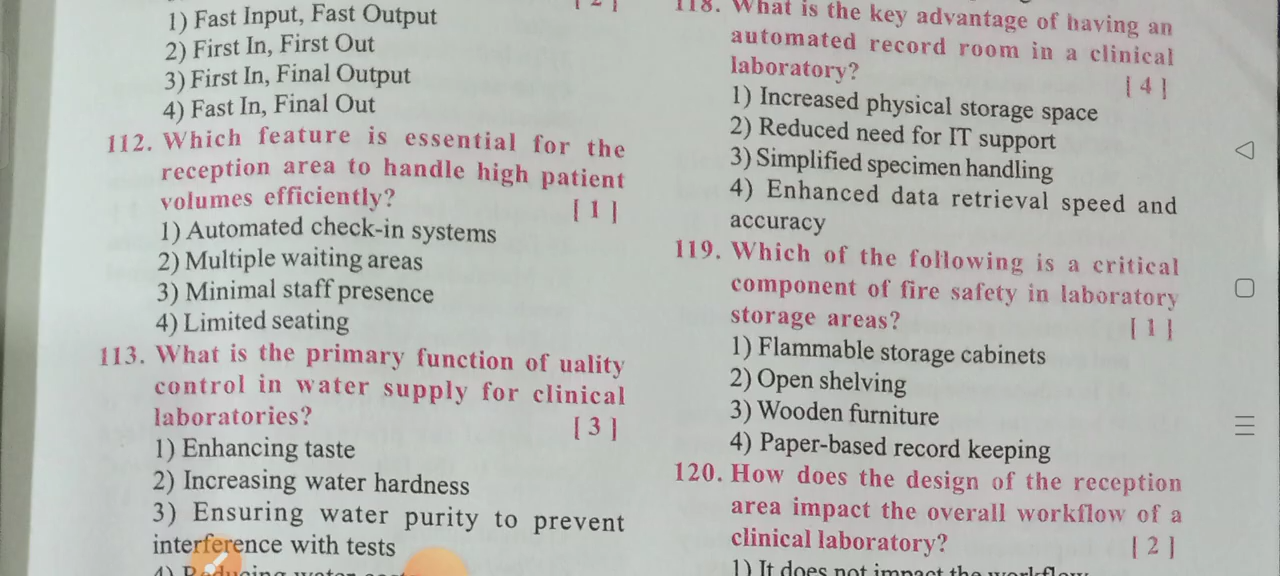 1) Fast Input, Fast Output
2) First In, First Out
3) First In, Final Output
4) Fast In, Final Out
112. Which feature is essential for the
reception area to handle high patient
volumes efficiently? [ 1 ]
1) Automated check-in systems
2) Multiple waiting areas
3) Minimal staff presence
4) Limited seating
113. What is the primary function of uality
control in water supply for clinical
laboratories? [ 3 ]
1) Enhancing taste
2) Increasing water hardness
3) Ensuring water purity to prevent
interference with tests
118. What is the key advantage of having an
automated record room in a clinical
laboratory? [ 4 ]
1) Increased physical storage space
2) Reduced need for IT support
3) Simplified specimen handling
4) Enhanced data retrieval speed and
accuracy
119. Which of the following is a critical
component of fire safety in laboratory
storage areas? [ 1 ]
1) Flammable storage cabinets
2) Open shelving
3) Wooden furniture
4) Paper-based record keeping
120. How does the design of the reception
area impact the overall workflow of a
clinical laboratory? [ 2 ]
1) It does not impact the workflow